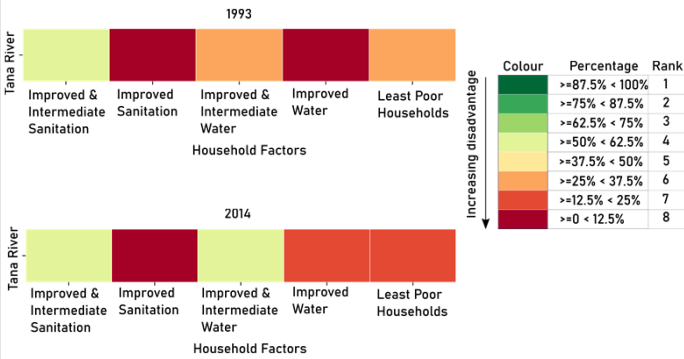 1993
Tana River
Improved &
Intermediate
Sanitation
Improved
Sanitation
Improved &
Intermediate
Water
Improved
Water
Least Poor
Households
Household Factors
2014
Tana River
Improved &
Intermediate
Sanitation
Improved
Sanitation
Improved &
Intermediate
Water
Improved
Water
Least Poor
Households
Household Factors
Increasing disadvantage
Colour Percentage Rank
>=87.5% < 100% 1
>=75% < 87.5% 2
>=62.5% < 75% 3
>=50% < 62.5% 4
>=37.5% < 50% 5
>=25% < 37.5% 6
>=12.5% < 25% 7
>=0 < 12.5% 8